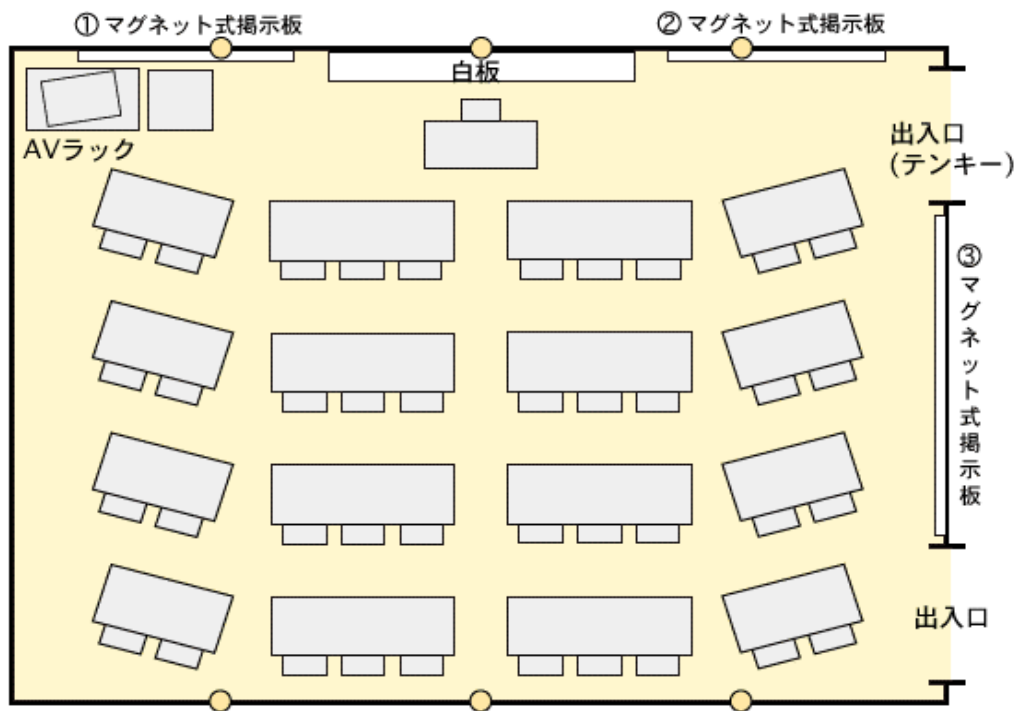 ① マグネット式掲示板
② マグネット式掲示板
白板
AVラック
出入口
(テンキー)
③マグネット式掲示板
出入口